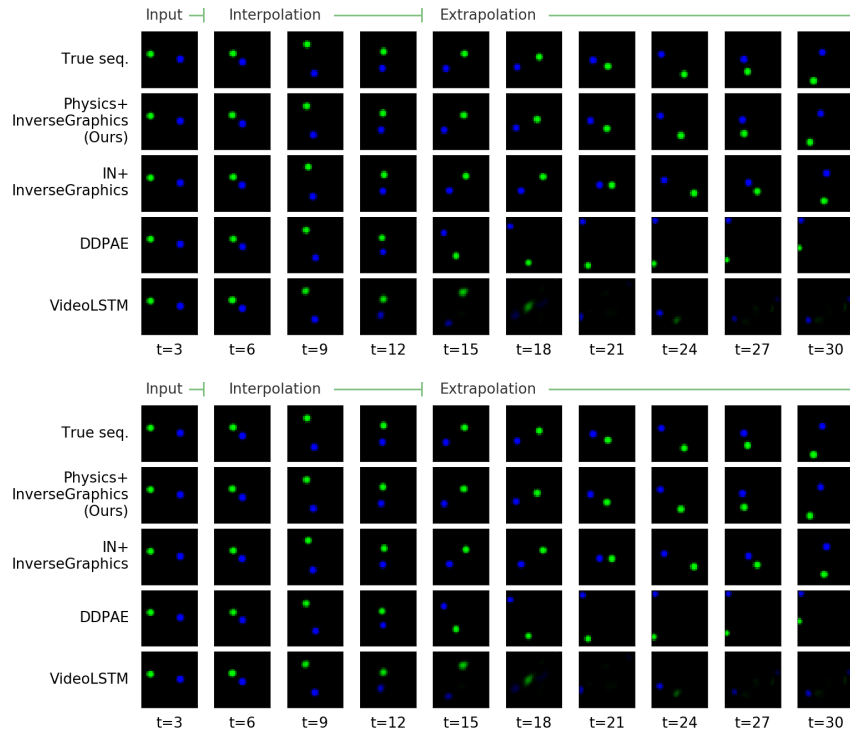 Input Interpolation Extrapolation
True seq.
Physics+
InverseGraphics
(Ours)
IN+
InverseGraphics
DDPAE
VideoLSTM
t=3 t=6 t=9 t=12 t=15 t=18 t=21 t=24 t=27 t=30
Input Interpolation Extrapolation
True seq.
Physics+
InverseGraphics
(Ours)
IN+
InverseGraphics
DDPAE
VideoLSTM
t=3 t=6 t=9 t=12 t=15 t=18 t=21 t=24 t=27 t=30